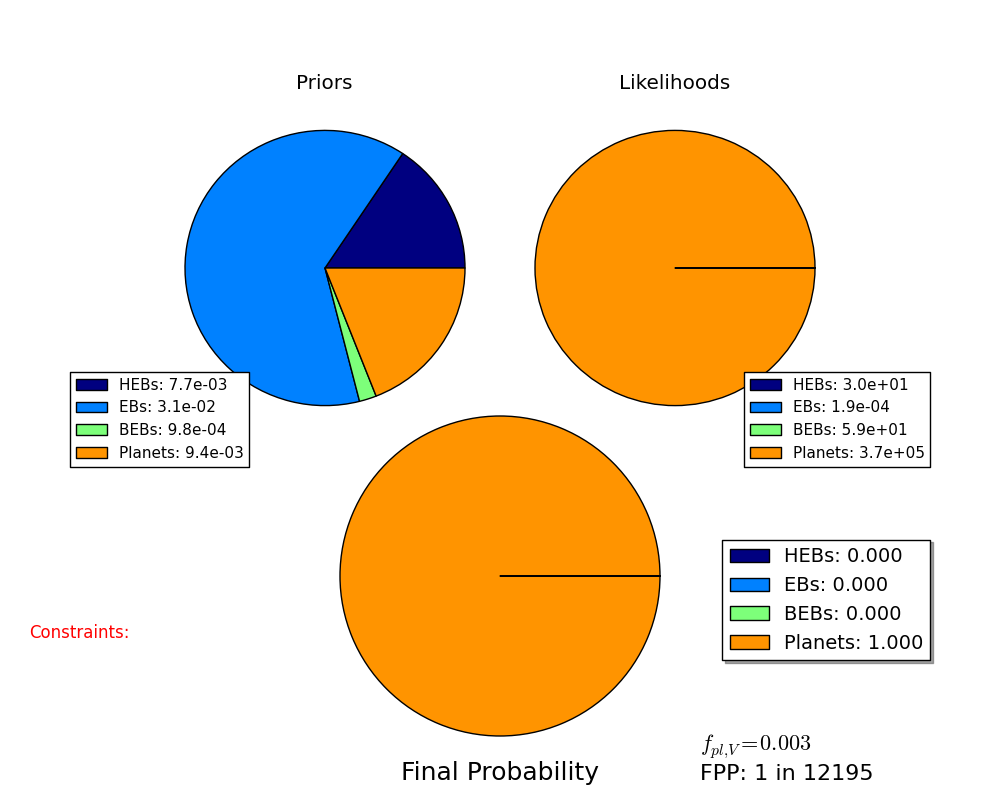 Priors
Likelihoods
HEBs: 7.7e-03
EBs: 3.1e-02
BEBs: 9.8e-04
Planets: 9.4e-03
HEBs: 3.0e+01
EBs: 1.9e-04
BEBs: 5.9e+01
Planets: 3.7e+05
HEBs: 0.000
EBs: 0.000
BEBs: 0.000
Planets: 1.000
Constraints:
f_{pl,V}=0.003
Final Probability
FPP: 1 in 12195